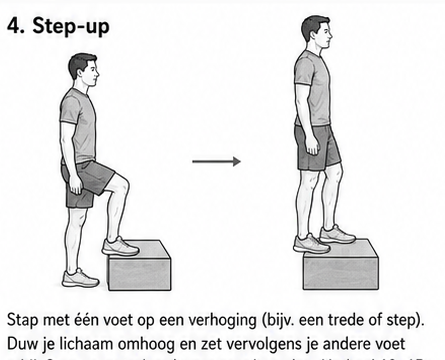 4. Step-up
Stap met één voet op een verhoging (bijv. een trede of step).
Duw je lichaam omhoog en zet vervolgens je andere voet